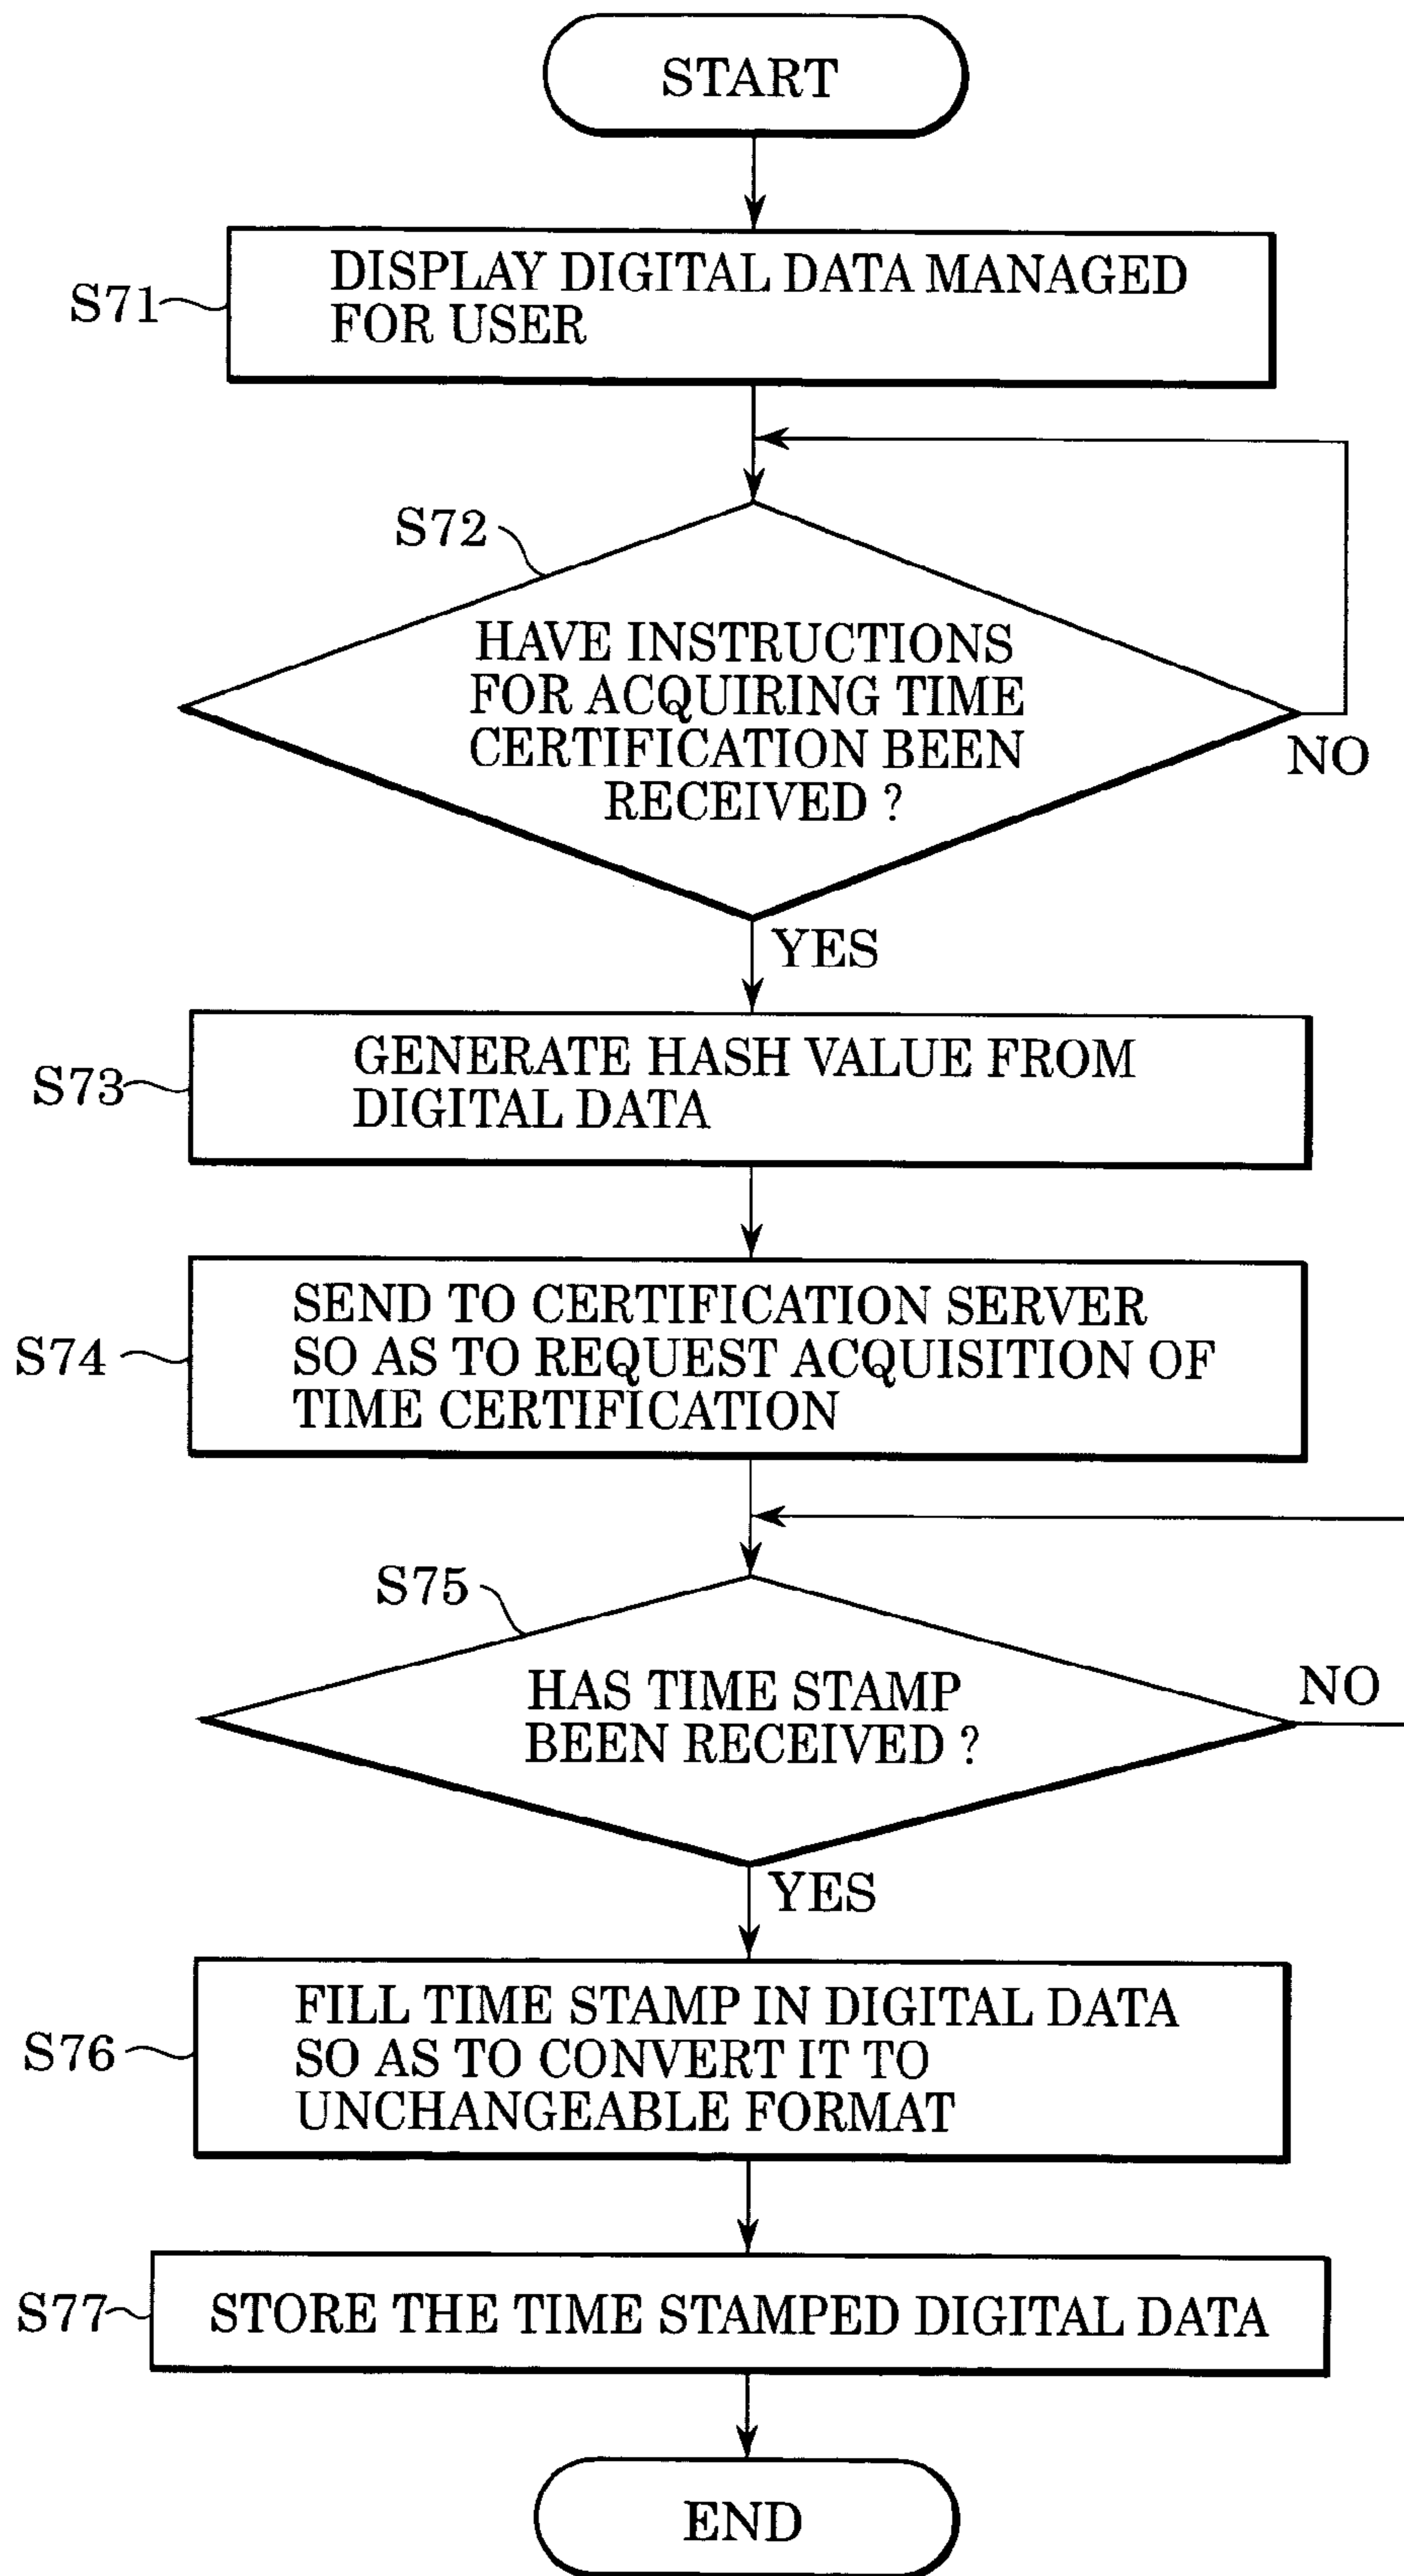 START
S71
DISPLAY DIGITAL DATA MANAGED
FOR USER
S72
HAVE INSTRUCTIONS
FOR ACQUIRING TIME
CERTIFICATION BEEN
RECEIVED ?
NO
YES
S73
GENERATE HASH VALUE FROM
DIGITAL DATA
S74
SEND TO CERTIFICATION SERVER
SO AS TO REQUEST ACQUISITION OF
TIME CERTIFICATION
S75
HAS TIME STAMP
BEEN RECEIVED ?
NO
YES
S76
FILL TIME STAMP IN DIGITAL DATA
SO AS TO CONVERT IT TO
UNCHANGEABLE FORMAT
S77
STORE THE TIME STAMPED DIGITAL DATA
END